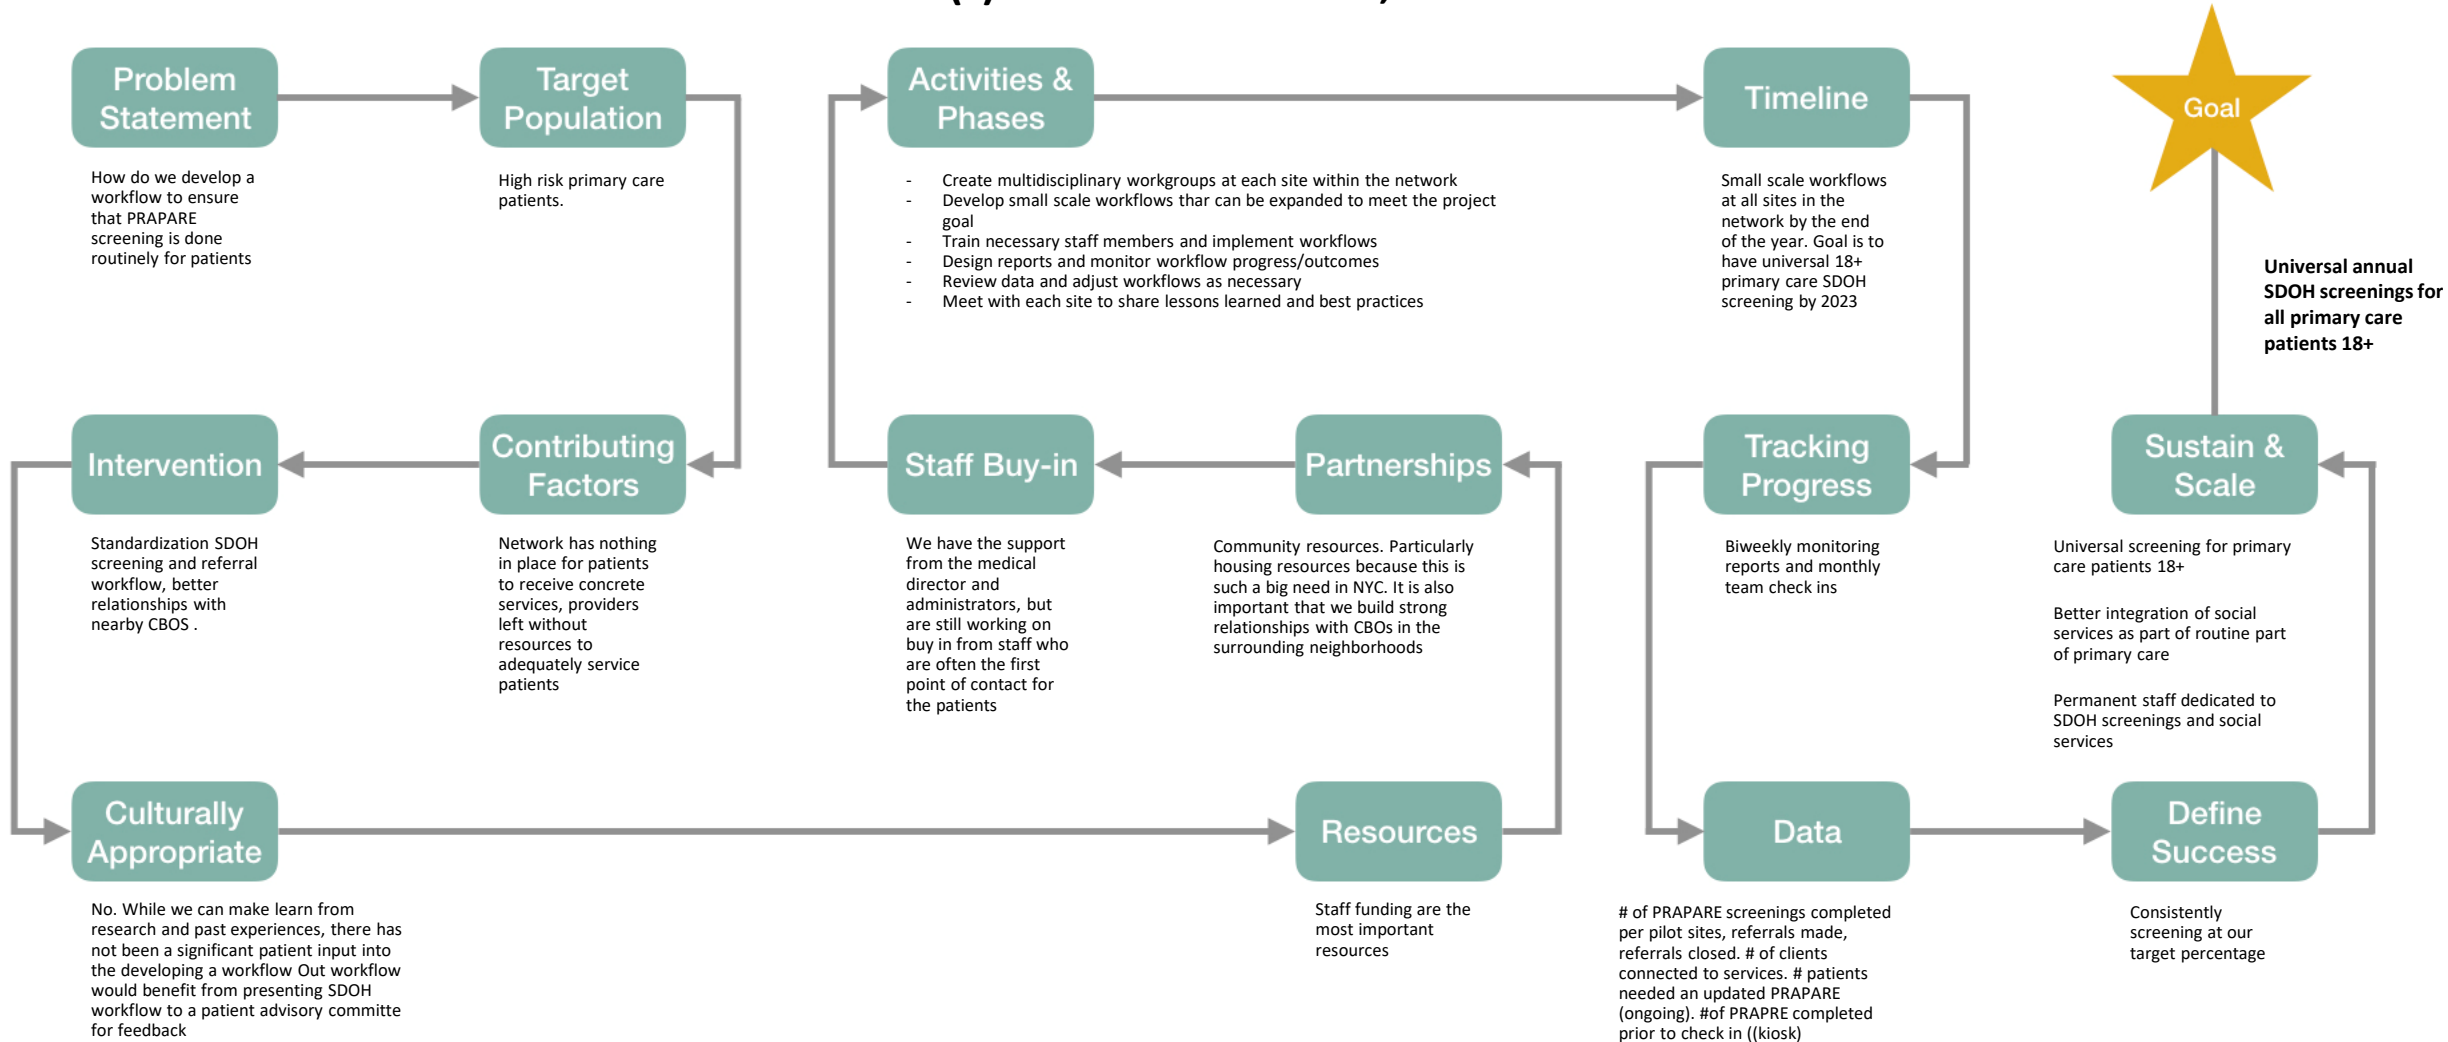 Problem
Statement
How do we develop a
workflow to ensure
that PRAPARE
screening is done
routinely for patients
Target
Population
High risk primary care
patients.
Contributing
Factors
Network has nothing
in place for patients
to receive concrete
services, providers
left without
resources to
adequately service
patients
Intervention
Standardization SDOH
screening and referral
workflow, better
relationships with
nearby CBOS .
Culturally
Appropriate
No. While we can make learn from
research and past experiences, there has
not been a significant patient input into
the developing a workflow Out workflow
would benefit from presenting SDOH
workflow to a patient advisory committe
for feedback
Resources
Staff funding are the
most important
resources
Partnerships
Community resources. Particularly
housing resources because this is
such a big need in NYC. It is also
important that we build strong
relationships with CBOs in the
surrounding neighborhoods
Staff Buy-in
We have the support
from the medical
director and
administrators, but
are still working on
buy in from staff who
are often the first
point of contact for
the patients
Activities &
Phases
- Create multidisciplinary workgroups at each site within the network
- Develop small scale workflows thar can be expanded to meet the project
goal
- Train necessary staff members and implement workflows
- Design reports and monitor workflow progress/outcomes
- Review data and adjust workflows as necessary
- Meet with each site to share lessons learned and best practices
Timeline
Small scale workflows
at all sites in the
network by the end
of the year. Goal is to
have universal 18+
primary care SDOH
screening by 2023
Tracking
Progress
Biweekly monitoring
reports and monthly
team check ins
Data
# of PRAPARE screenings completed
per pilot sites, referrals made,
referrals closed. # of clients
connected to services. # patients
needed an updated PRAPARE
(ongoing). #of PRAPRE completed
prior to check in ((kiosk)
Define
Success
Consistently
screening at our
target percentage
Sustain &
Scale
Universal screening for primary
care patients 18+
Better integration of social
services as part of routine part
of primary care
Permanent staff dedicated to
SDOH screenings and social
services
Goal
Universal annual
SDOH screenings for
all primary care
patients 18+